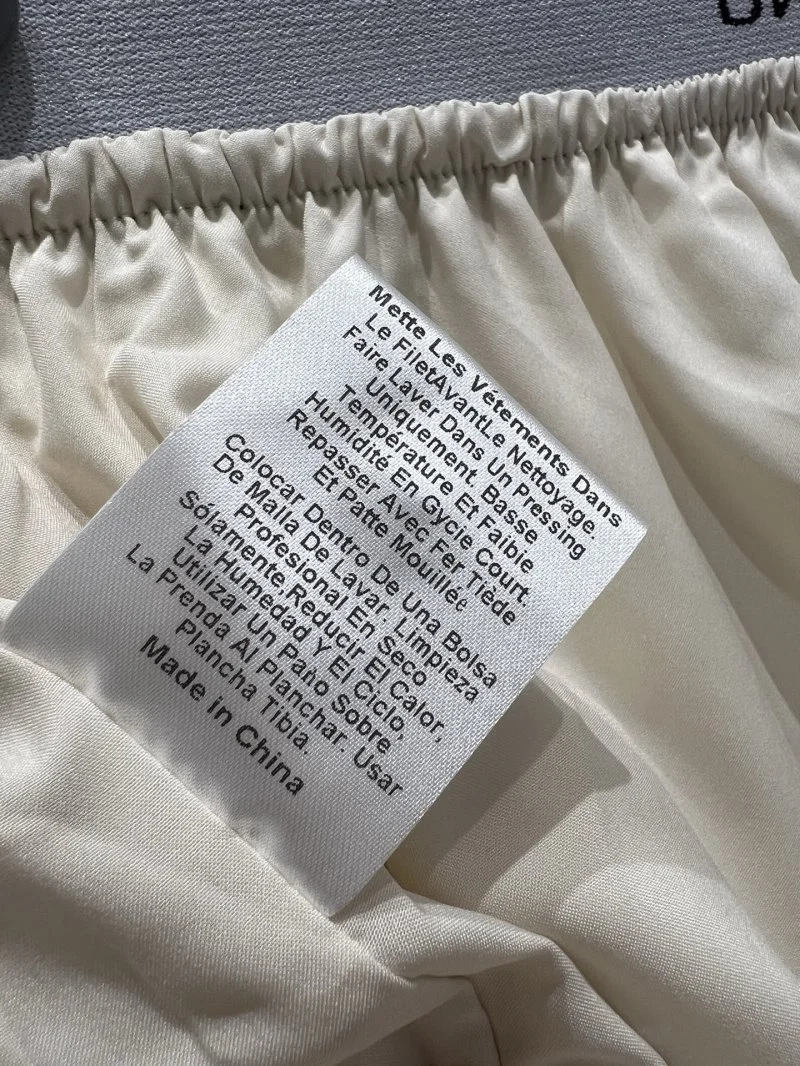 Mette Les Vétements Dans
Le FiletAvantLe Nettoyage.
Faire Laver Dans Un Pressing
Uniquement. Basse
Température Et Faibie
Humidité En Gycie Court.
Repasser Avec Fer Tiède
Et Patte Mouillée
Colocar Dentro De Una Bolsa
De Malla De Lavar. Limpieza
Profesional En Seco
Sólamente.Reducir El Calor,
La Humedad Y El Ciclo,
Utilizar Un Paño Sobre
La Prenda Al Planchar. Usar
Plancha Tibia.
Made in China